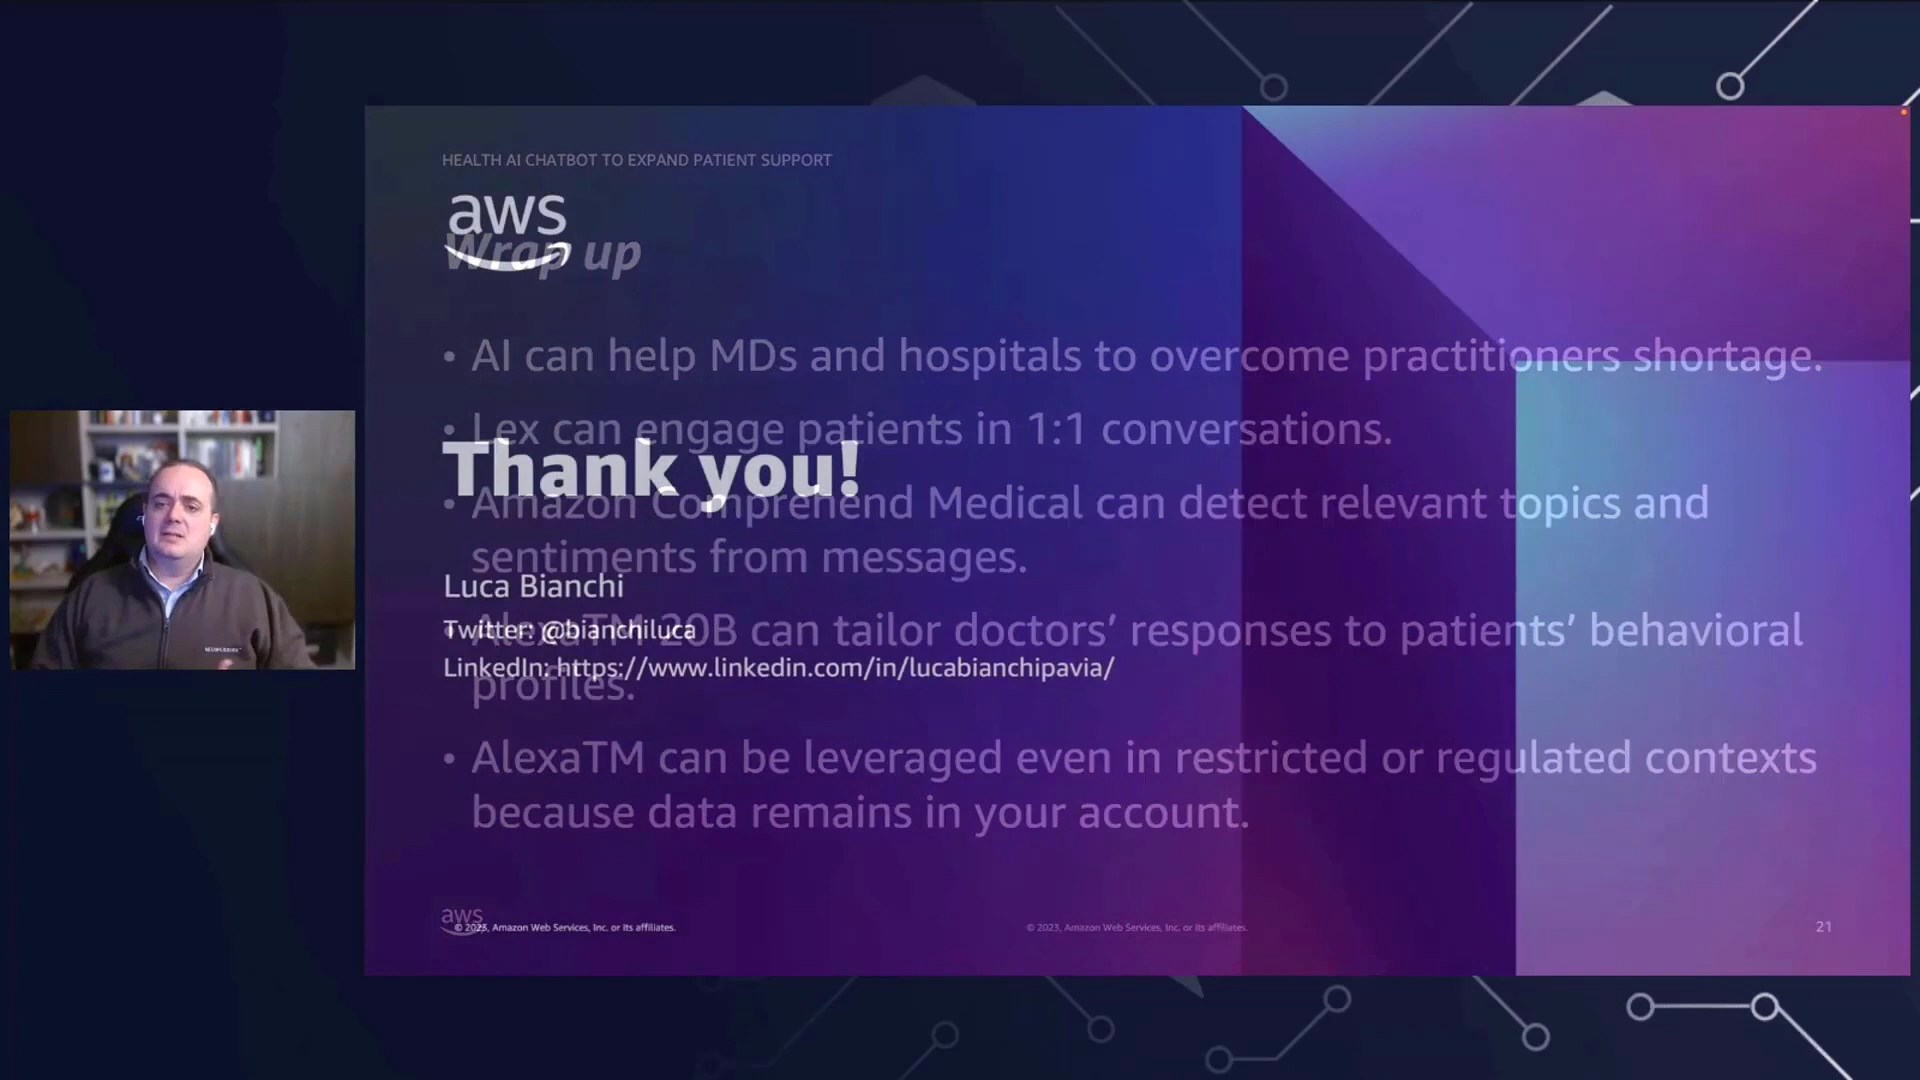 HEALTH AI CHATBOT TO EXPAND PATIENT SUPPORT
aws
Wrap up
• AI can help MDs and hospitals to overcome practitioners shortage.
• Lex can engage patients in 1:1 conversations.
Thank you!
• Amazon Comprehend Medical can detect relevant topics and
sentiments from messages.
Luca Bianchi
• AlexaTM 20B can tailor doctors’ responses to patients’ behavioral
Twitter: @bianchiluca
LinkedIn: https://www.linkedin.com/in/lucabianchipavia/
profiles.
• AlexaTM can be leveraged even in restricted or regulated contexts
because data remains in your account.
aws
© 2023, Amazon Web Services, Inc. or its affiliates.
© 2023, Amazon Web Services, Inc. or its affiliates.
21